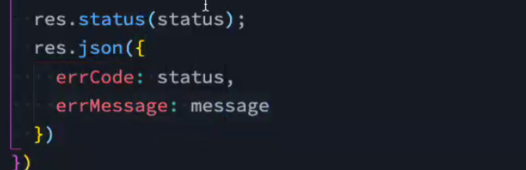 res.status(status);
res.json({
errCode: status,
errMessage: message
})
})